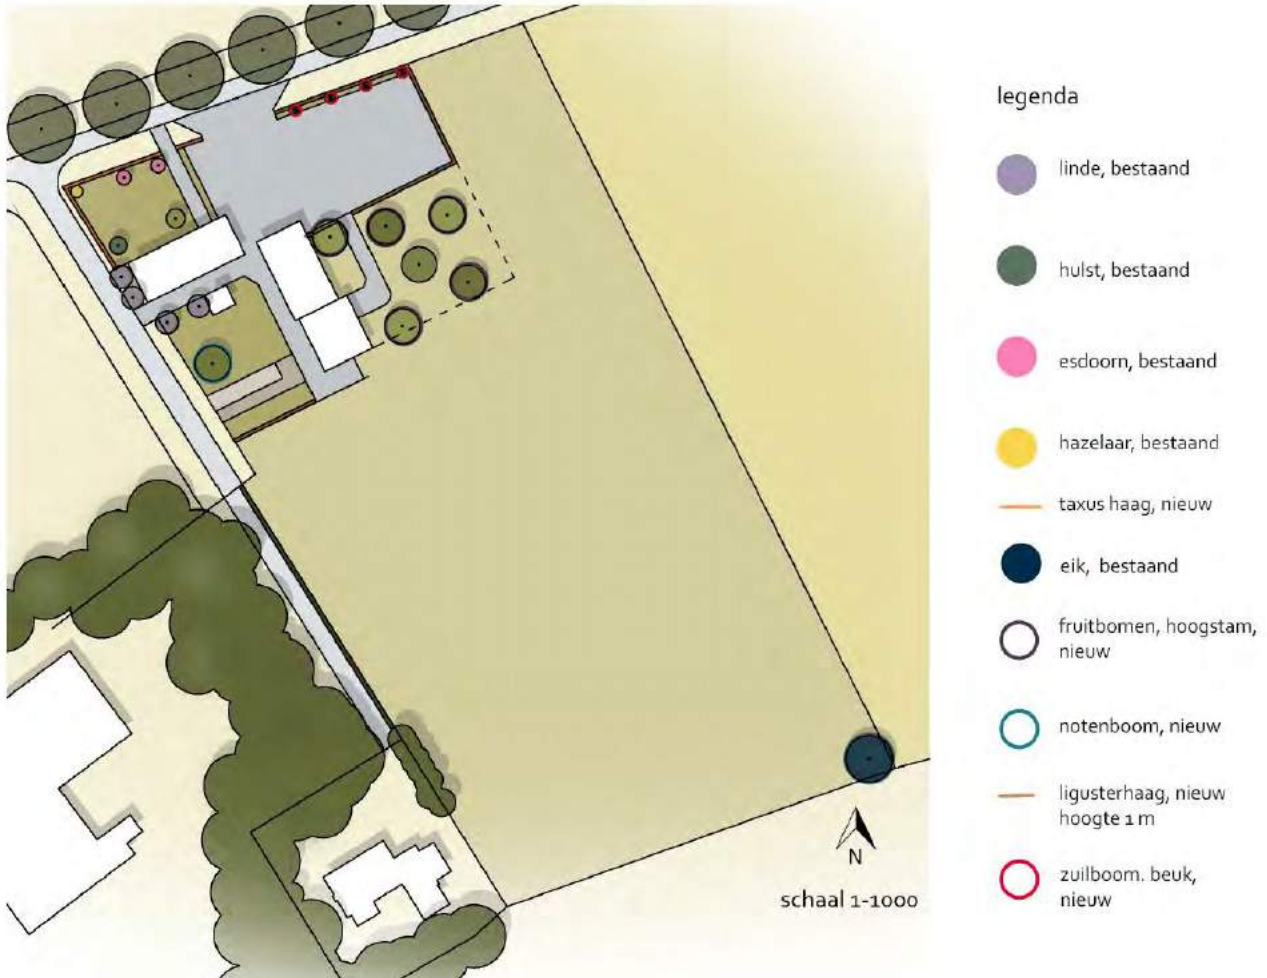 legenda
linde, bestaand
hulst, bestaand
esdoorn, bestaand
hazelaar, bestaand
taxus haag, nieuw
eik, bestaand
fruitbomen, hoogstam,
nieuw
notenboom, nieuw
ligusterhaag, nieuw
hoogte 1 m
zuilboom. beuk,
nieuw
N
schaal 1-1000